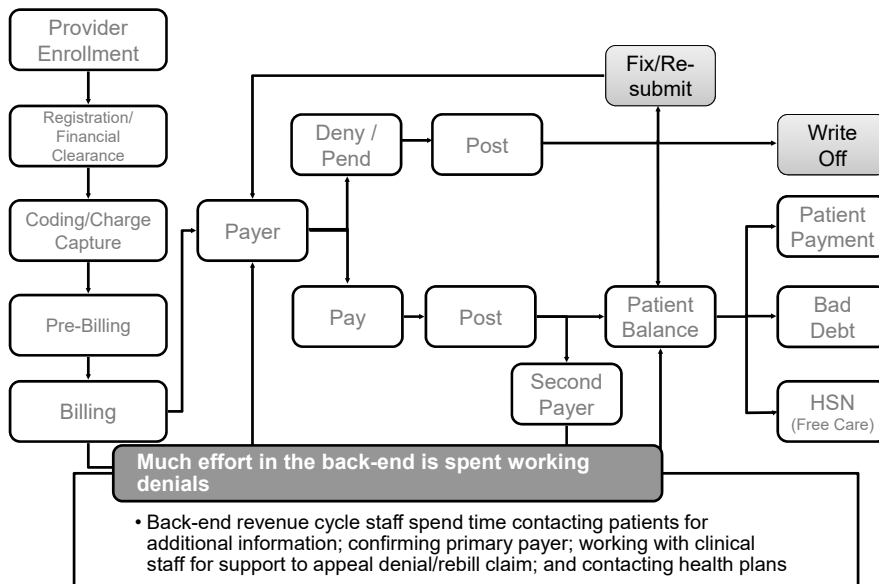 Provider
Enrollment
Registration/
Financial
Clearance
Coding/Charge
Capture
Pre-Billing
Billing
Payer
Deny /
Pend
Post
Fix/Re-
submit
Write
Off
Pay
Post
Second
Payer
Patient
Balance
Patient
Payment
Bad
Debt
HSN
(Free Care)
Much effort in the back-end is spent working
denials
• Back-end revenue cycle staff spend time contacting patients for
additional information; confirming primary payer; working with clinical
staff for support to appeal denial/rebill claim; and contacting health plans